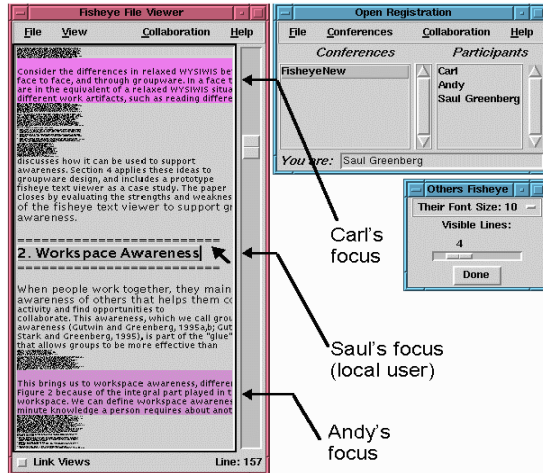 Fisheye File Viewer
File View Collaboration Help
Consider the differences in relaxed WYSIWIS be
face to face, and through groupware. In a face t
are in the equivalent of a relaxed WYSIWIS situa
different work artifacts, such as reading differe
discusses how it can be used to support
awareness. Section 4 applies these ideas to
groupware design, and includes a prototype
fisheye text viewer as a case study. The paper
closes by evaluating the strengths and weaknes
of the fisheye text viewer to support gr
awareness.
====================
2. Workspace Awareness
====================
When people work together, they main
awareness of others that helps them co
activity and find opportunities to
collaborate. This awareness, which we call grou
awareness (Gutwin and Greenberg, 1995a,b; Gut
Stark and Greenberg, 1995), is part of the "glue"
that allows groups to be more effective than
This brings us to workspace awareness, differen
Figure 2 because of the integral part played in t
workspace. We can define workspace awareness
minute knowledge a person requires about anot
Link Views Line: 157
Open Registration
File Conferences Collaboration Help
Conferences Participants
FisheyeNew
Carl
Andy
Saul Greenberg
You are: Saul Greenberg
Others Fisheye
Their Font Size: 10
Visible Lines:
4
Done
Carl's
focus
Saul's focus
(local user)
Andy's
focus